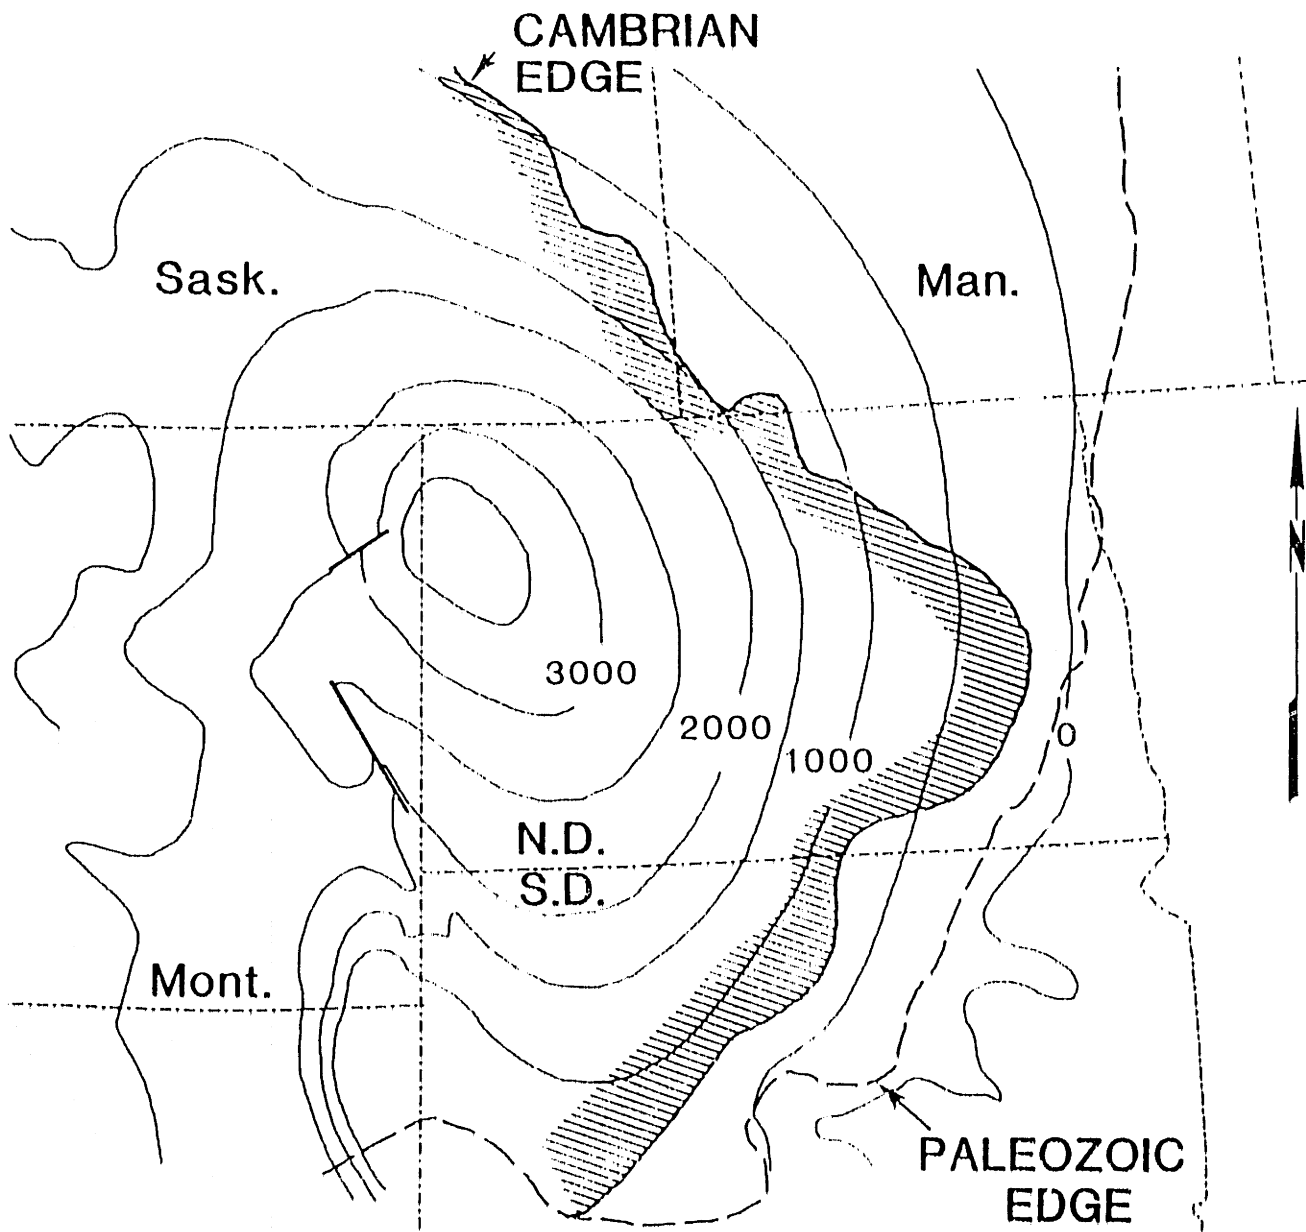 CAMBRIAN
EDGE
Sask.
Man.
N
3000
2000
1000
0
N.D.
S.D.
Mont.
PALEOZOIC
EDGE